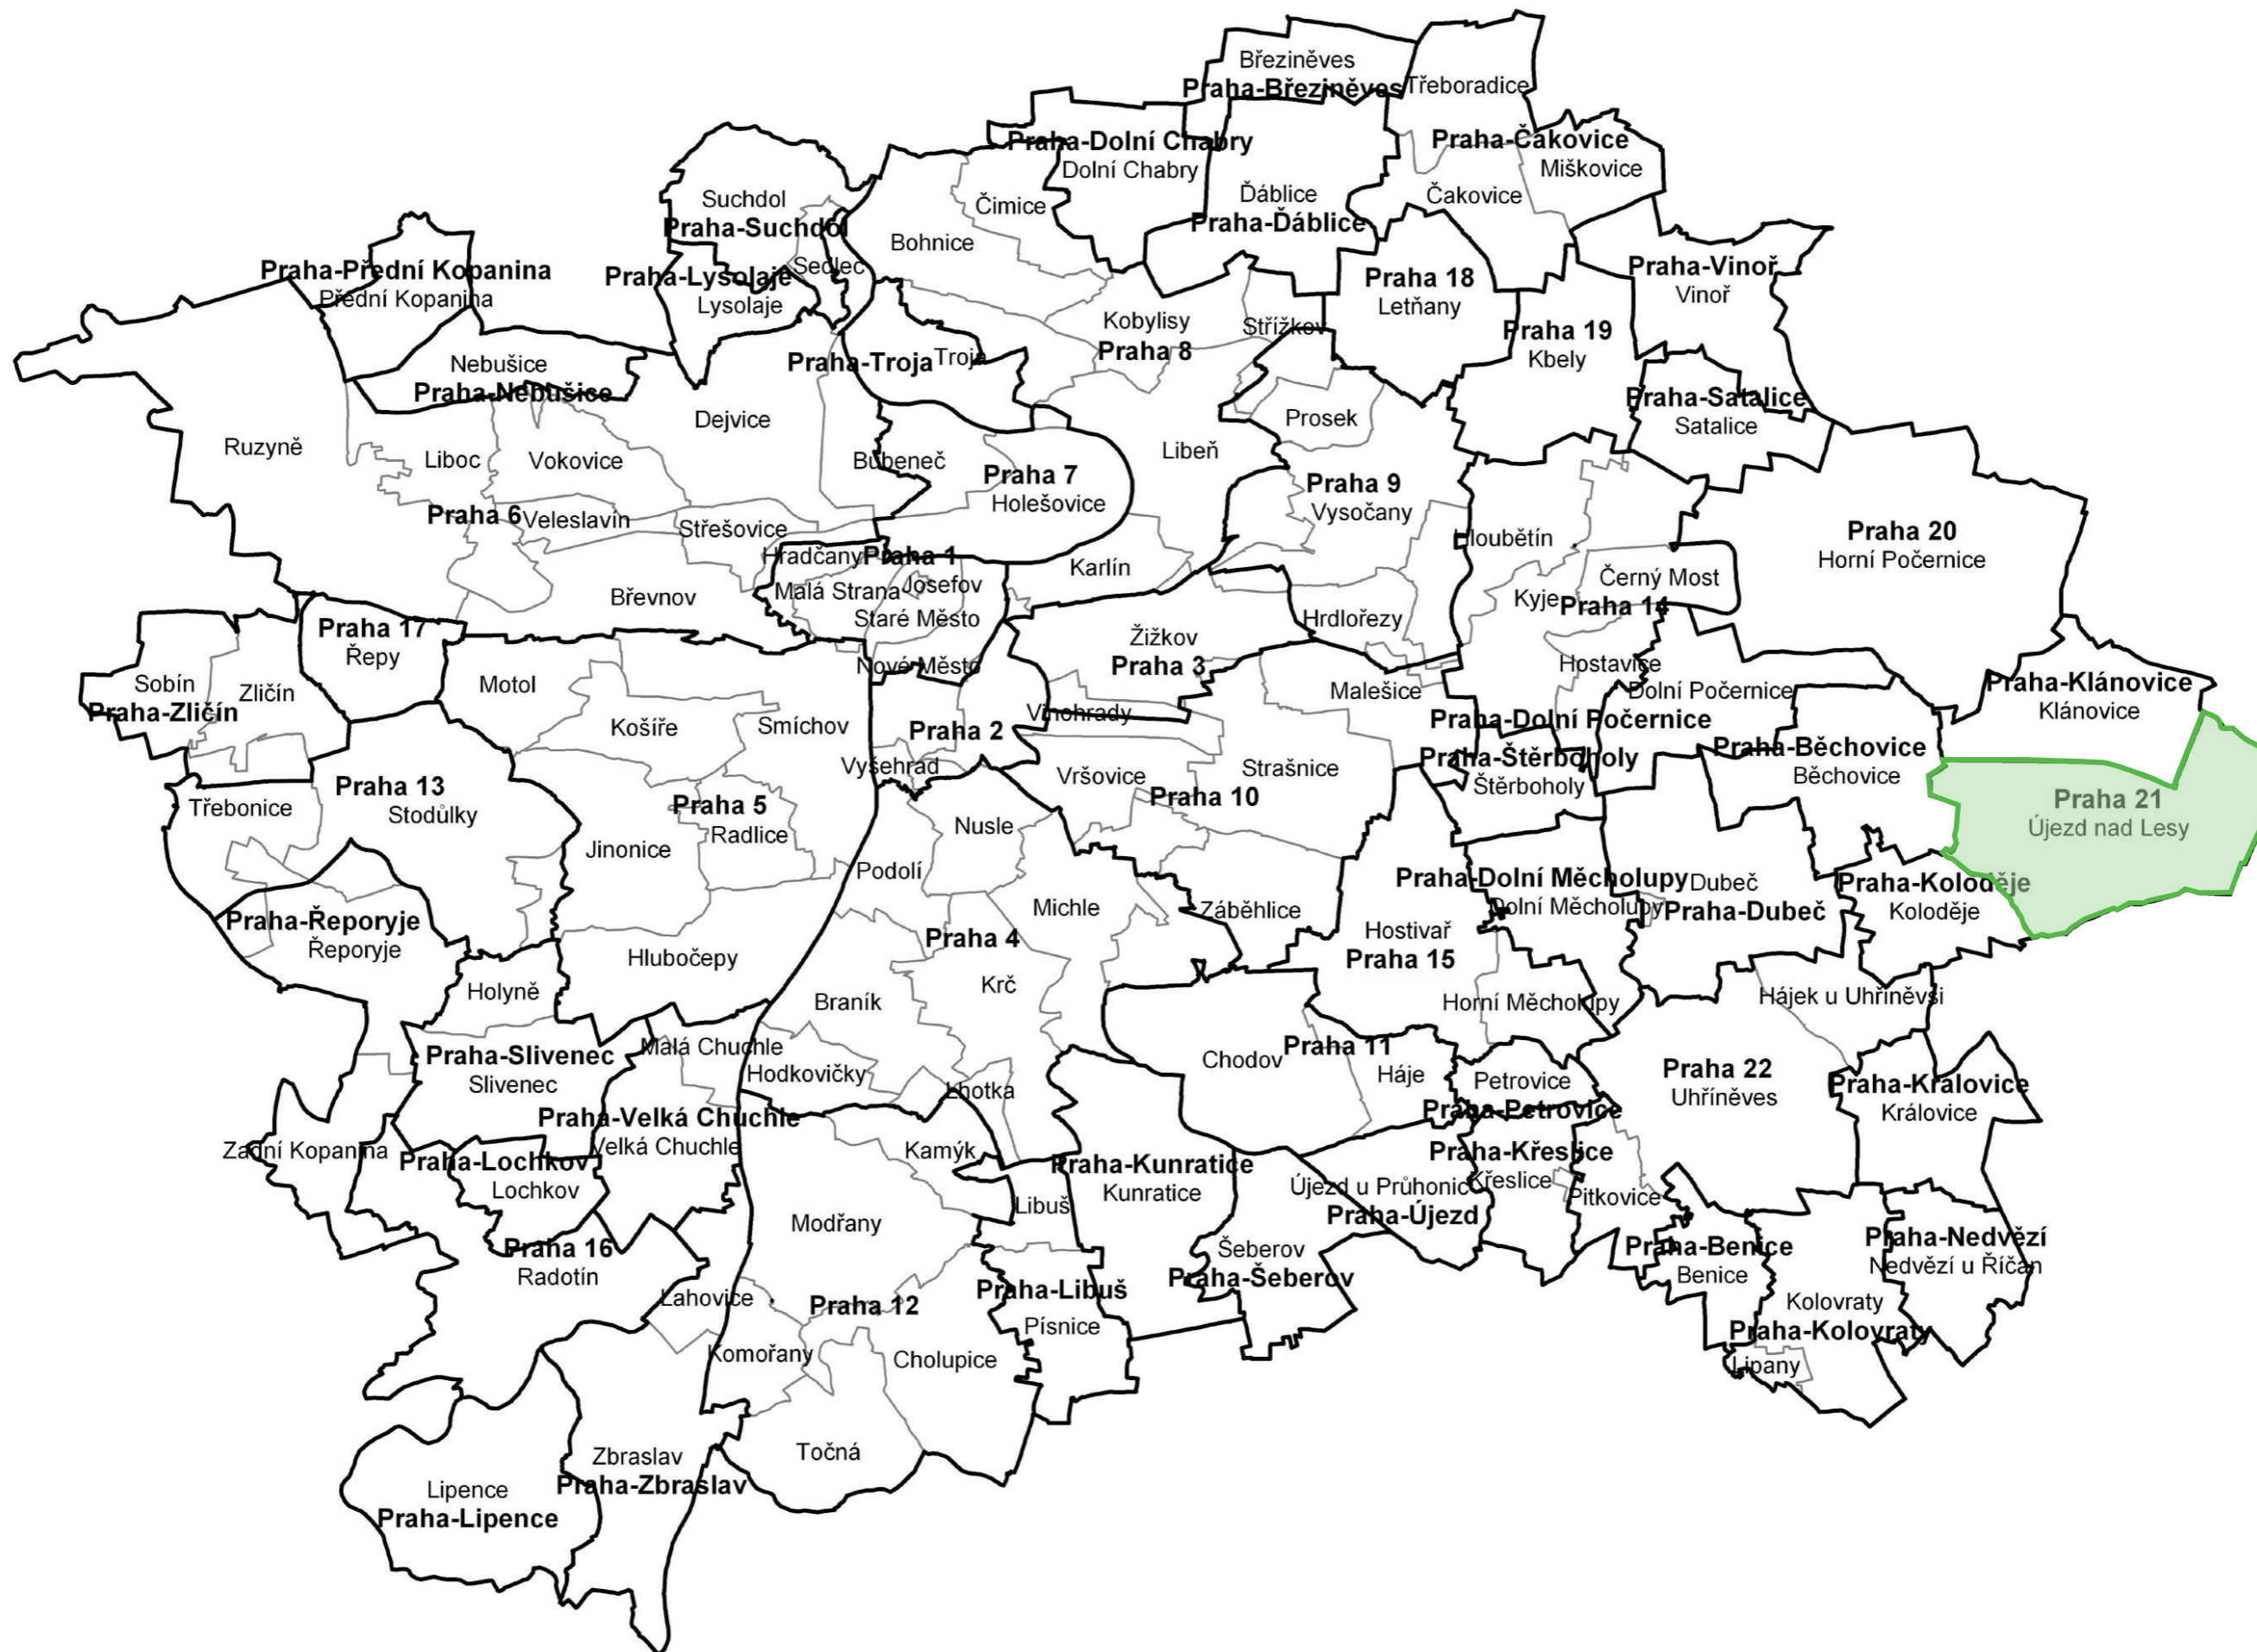 Březiněves
Praha-Březiněves
Třeboradice
Praha-Dolní Chabry
Dolní Chabry
Praha-Čakovice
Miškovice
Čakovice
Ďáblice
Praha-Ďáblice
Suchdol
Praha-Suchdol
Sedlec
Čimice
Bohnice
Praha-Přední Kopanina
Přední Kopanina
Praha-Lysolaje
Lysolaje
Praha 18
Letňany
Praha-Vinoř
Vinoř
Kobylisy
Praha 8
Střížkov
Praha 19
Kbely
Nebušice
Praha-Nebušice
Praha-Troja
Troja
Praha-Satalice
Satalice
Ruzyně
Liboc
Vokovice
Dejvice
Bubeneč
Praha 7
Holešovice
Libeň
Prosek
Praha 9
Vysočany
Praha 6
Veleslavín
Střešovice
Hloubětín
Praha 20
Horní Počernice
Hradčany
Praha 1
Malá Strana
Josefov
Staré Město
Karlín
Břevnov
Černý Most
Kyje
Praha 14
Hrdlořezy
Praha 17
Řepy
Žižkov
Praha 3
Nové Město
Hostavice
Dolní Počernice
Praha-Dolní Počernice
Malešice
Sobín
Praha-Zličín
Zličín
Motol
Košíře
Smíchov
Praha 2
Vinohrady
Vyšehrad
Praha-Klánovice
Klánovice
Praha-Štěrboholy
Štěrboholy
Praha-Běchovice
Běchovice
Vršovice
Strašnice
Praha 10
Praha 13
Stodůlky
Třebonice
Praha 5
Radlice
Jinonice
Nusle
Podolí
Praha 21
Újezd nad Lesy
Praha-Dolní Měcholupy
Dolní Měcholupy
Dubeč
Praha-Dubeč
Praha-Koloděje
Koloděje
Michle
Záběhlice
Praha 4
Praha-Řeporyje
Řeporyje
Hlubočepy
Hostivař
Praha 15
Holyně
Krč
Braník
Horní Měcholupy
Hájek u Uhříněvsi
Praha-Slivenec
Slivenec
Malá Chuchle
Hodkovičky
Lhotka
Chodov
Praha 11
Háje
Petrovice
Praha-Petrovice
Praha 22
Uhříněves
Praha-Královice
Královice
Praha-Velká Chuchle
Velká Chuchle
Zadní Kopanina
Praha-Lochkov
Lochkov
Kamýk
Praha-Kunratice
Kunratice
Praha-Křeslice
Křeslice
Újezd u Průhonic
Praha-Újezd
Pitkovice
Libuš
Modřany
Praha 16
Radotín
Šeberov
Praha-Šeberov
Praha-Benice
Benice
Praha-Nedvězí
Nedvězí u Říčan
Lahovice
Praha 12
Praha-Libuš
Písnice
Kolovraty
Praha-Kolovraty
Lipany
Komořany
Cholupice
Točná
Zbraslav
Praha-Zbraslav
Lipence
Praha-Lipence